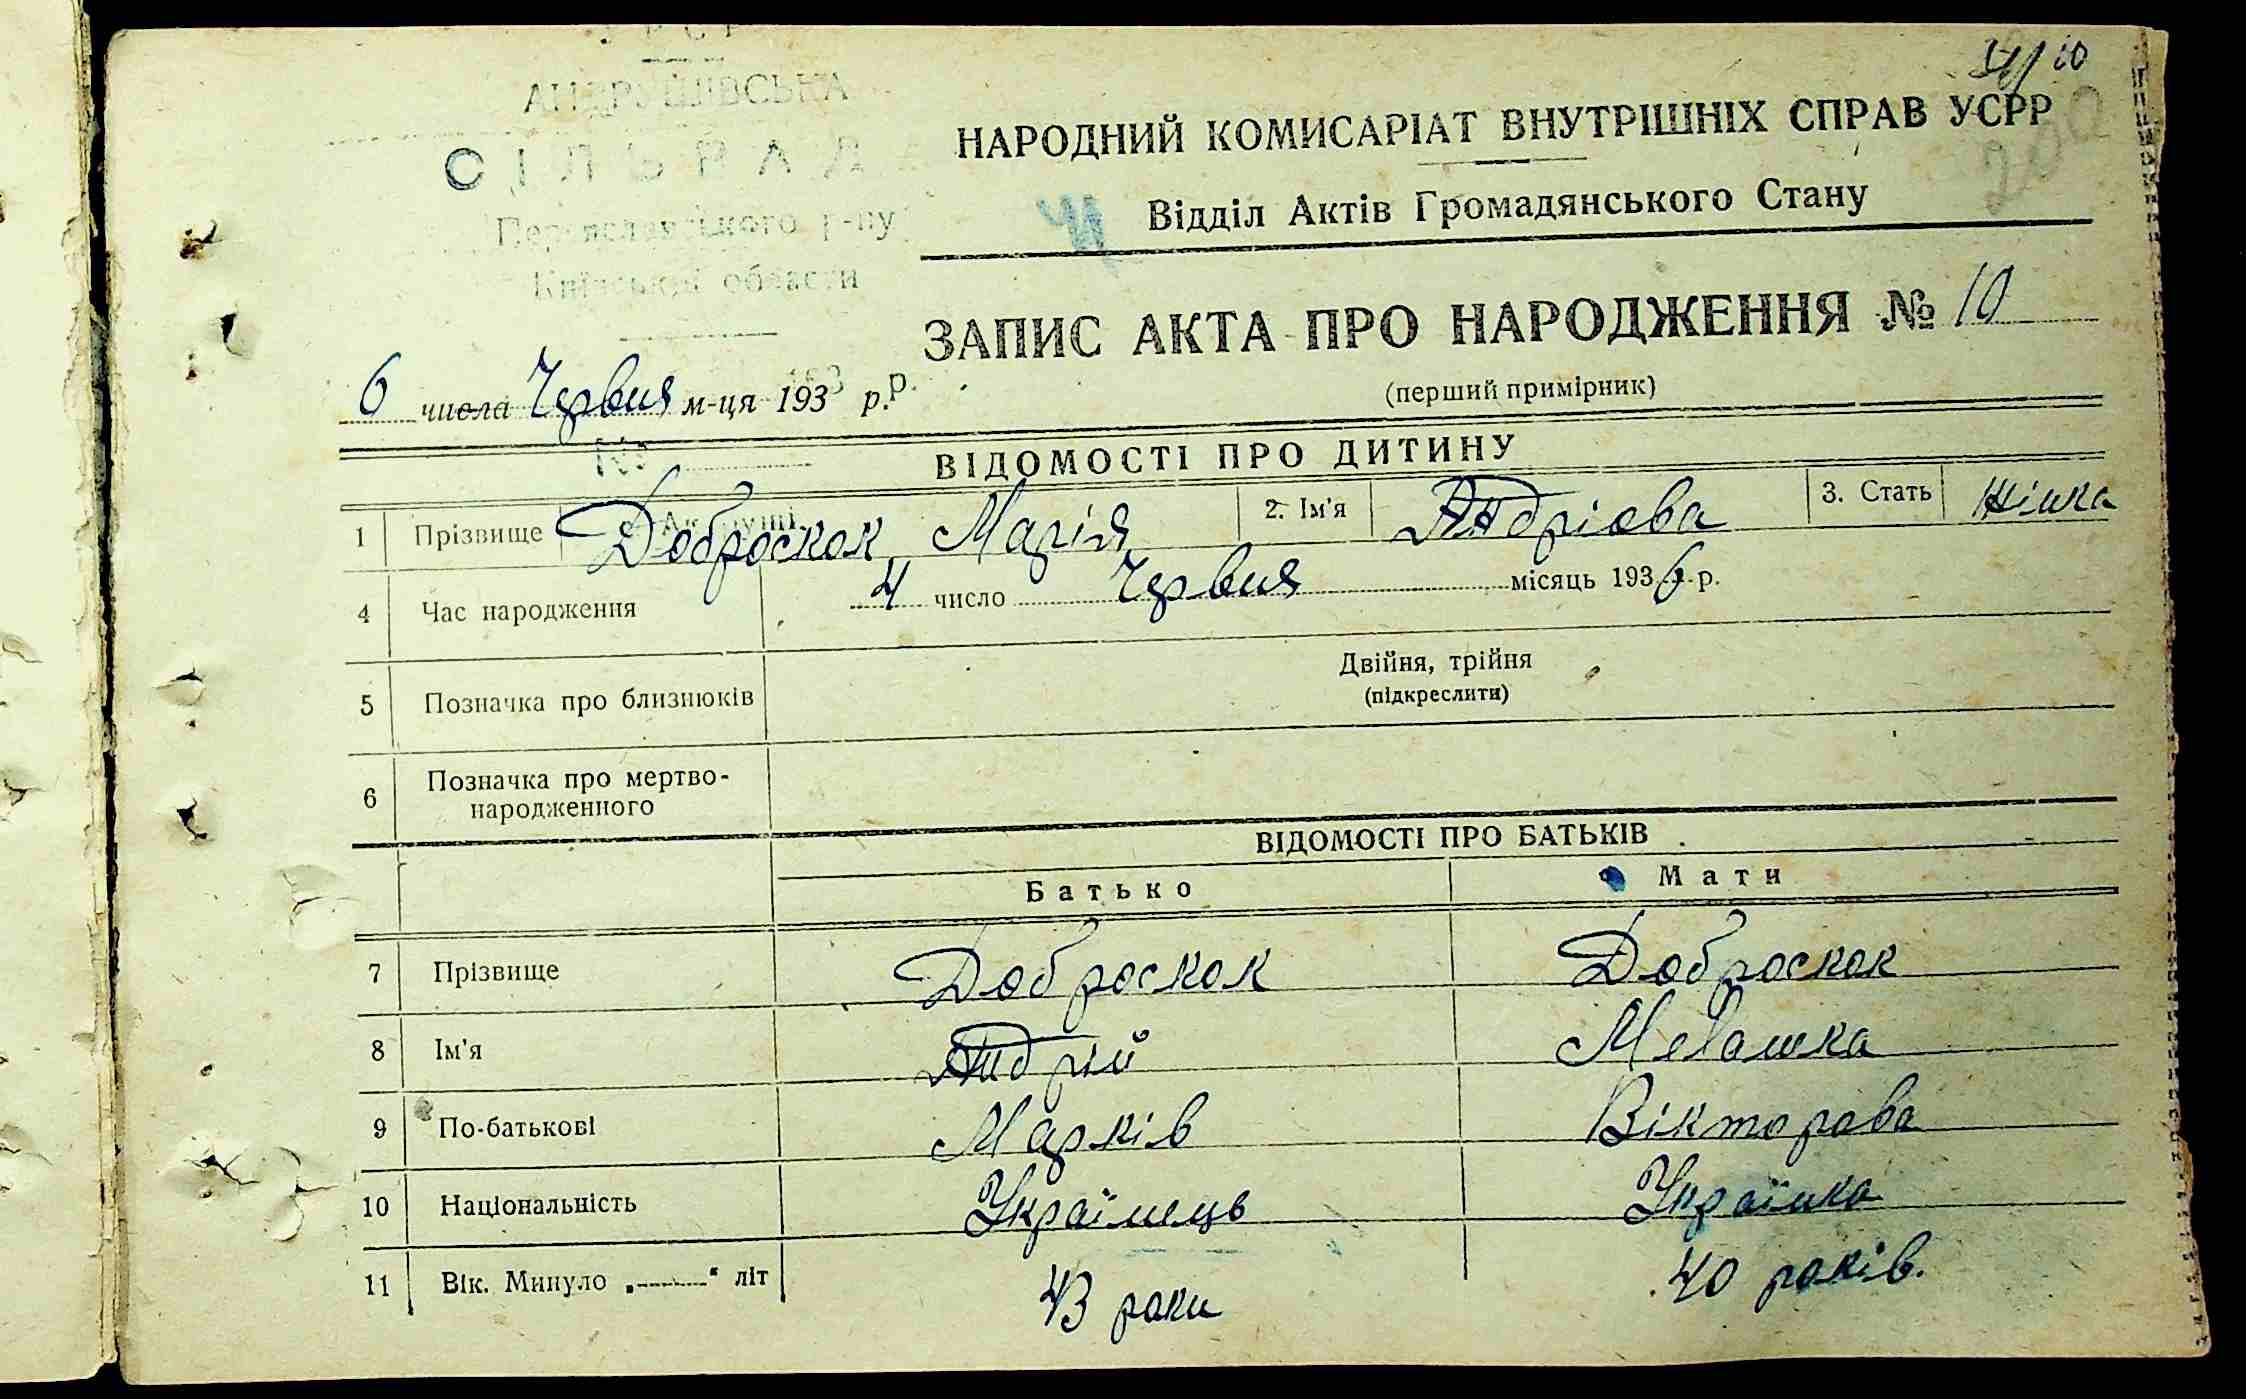 АНДРУШІВСЬКА
СІЛЬРАДА
Переяславського р-ну
Київської области
10
НАРОДНИЙ КОМИСАРІАТ ВНУТРІШНІХ СПРАВ УСРР
200
Відділ Актів Громадянського Стану
ЗАПИС АКТА ПРО НАРОДЖЕННЯ № 10
(перший примірник)
6 числа Червня м-ця 193 р.
ВІДОМОСТІ ПРО ДИТИНУ
1 Прізвище Доброскок Марія 2. Ім'я Андрієва 3. Стать Жінка
4 Час народження 4 число Червня місяць 1936 р.
5 Позначка про близнюків Двійня, трійня
(підкреслити)
6 Позначка про мертво-
народженного
ВІДОМОСТІ ПРО БАТЬКІВ
Батько Мати
7 Прізвище Доброскок Доброскок
8 Ім'я Андрій Мелашка
9 По-батькові Марків Вікторова
10 Національність Українець Українка
11 Вік. Минуло „ “ літ 43 роки 40 років.